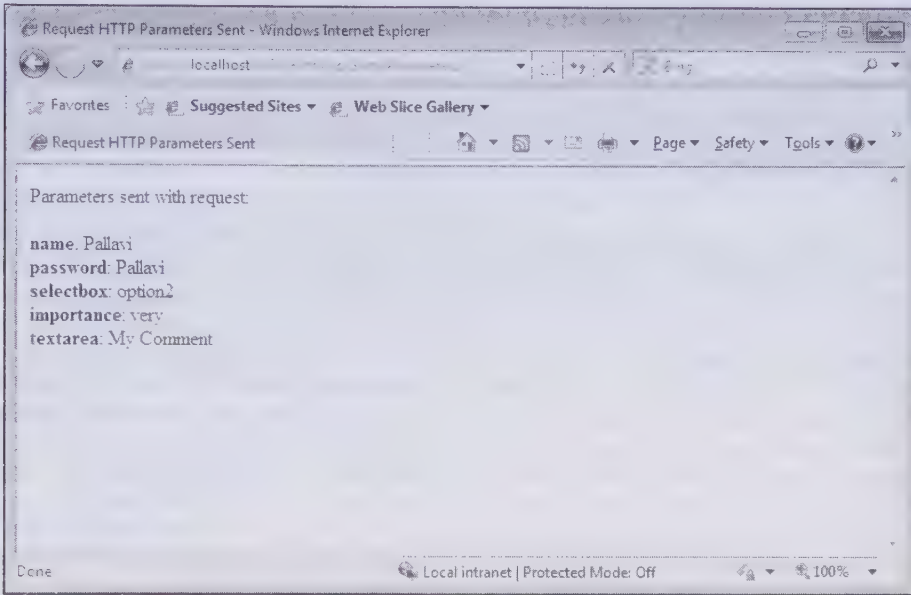 Request HTTP Parameters Sent - Windows Internet Explorer
localhost
Favorites Suggested Sites Web Slice Gallery
Request HTTP Parameters Sent Page Safety Tools
Parameters sent with request:
name: Pallavi
password: Pallavi
selectbox: option2
importance: very
textarea: My Comment
Done Local intranet | Protected Mode: Off 100%